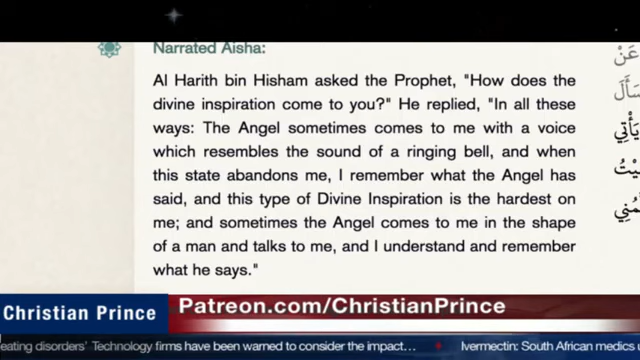 Narrated Aisha:
Al Harith bin Hisham asked the Prophet, "How does the
divine inspiration come to you?" He replied, "In all these
ways: The Angel sometimes comes to me with a voice
which resembles the sound of a ringing bell, and when
this state abandons me, I remember what the Angel has
said, and this type of Divine Inspiration is the hardest on
me; and sometimes the Angel comes to me in the shape
of a man and talks to me, and I understand and remember
what he says."
عَنْ
Christian Prince
Patreon.com/ChristianPrince
eating disorders' Technology firms have been warned to consider the impact…
Ivermectin: South African medics u